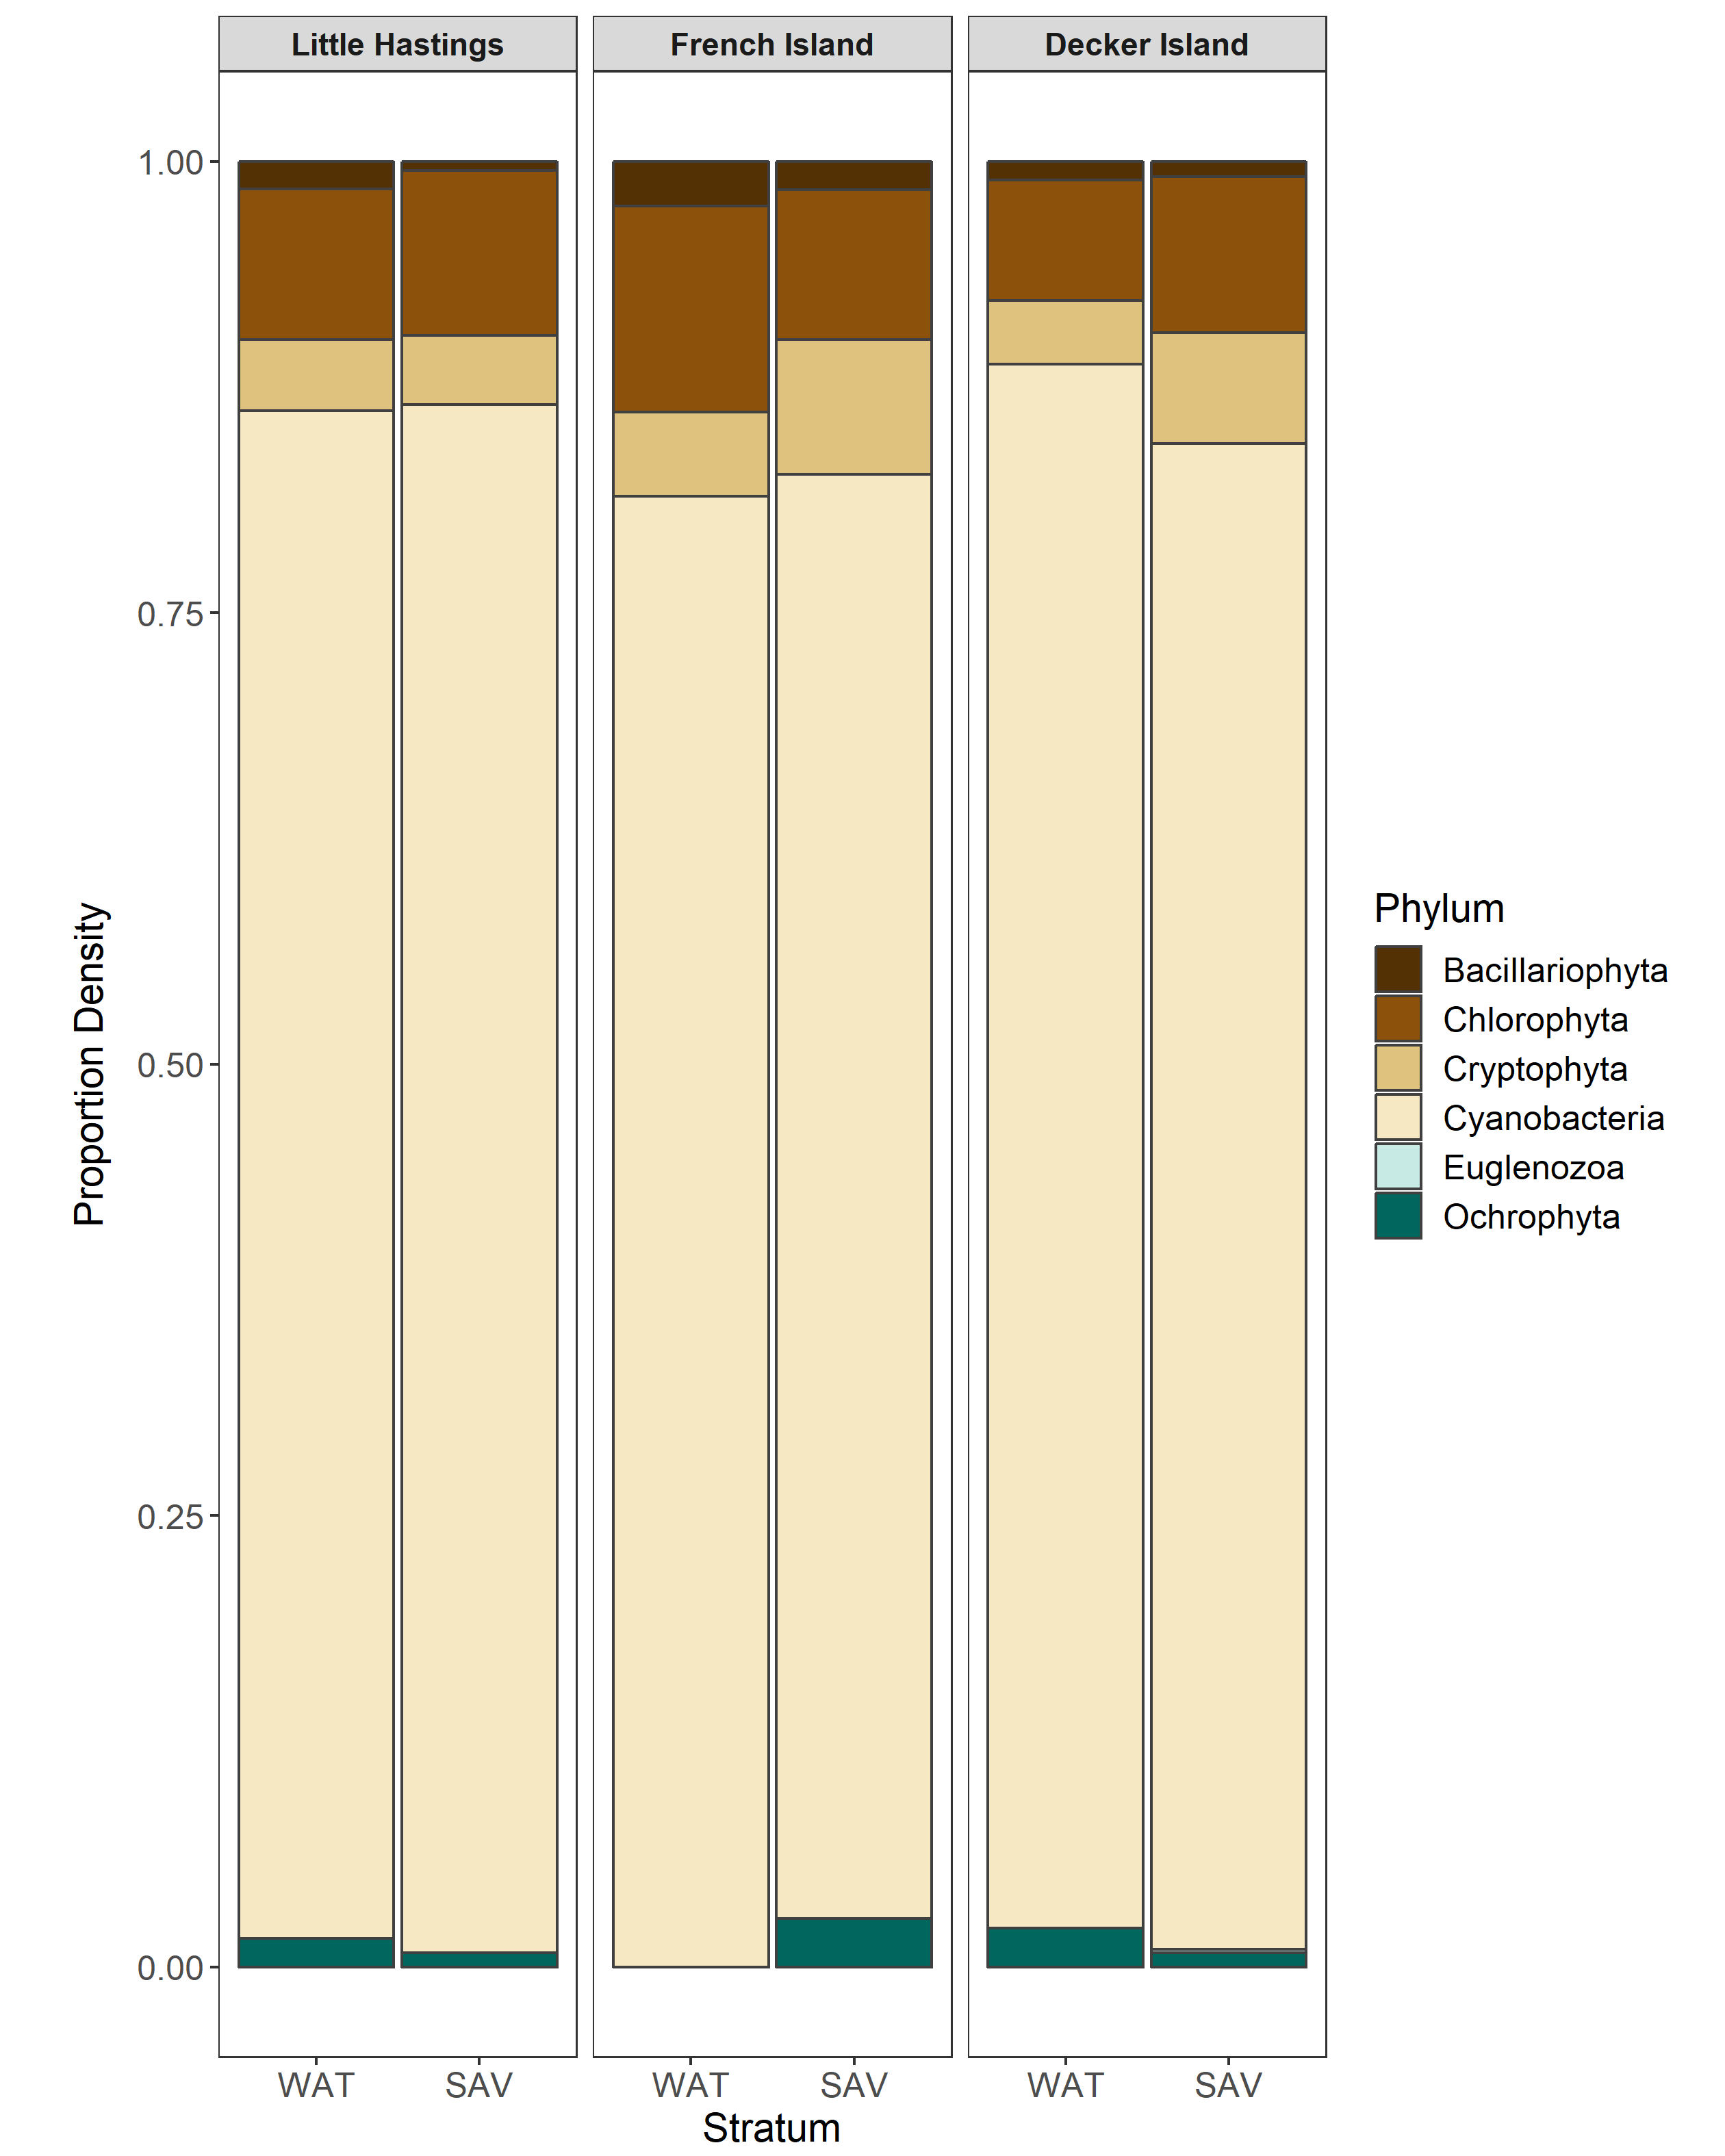 Little Hastings
French Island
Decker Island
1.00
0.75
0.50
0.25
0.00
Proportion Density
WAT
SAV
WAT
SAV
WAT
SAV
Stratum
Phylum
Bacillariophyta
Chlorophyta
Cryptophyta
Cyanobacteria
Euglenozoa
Ochrophyta